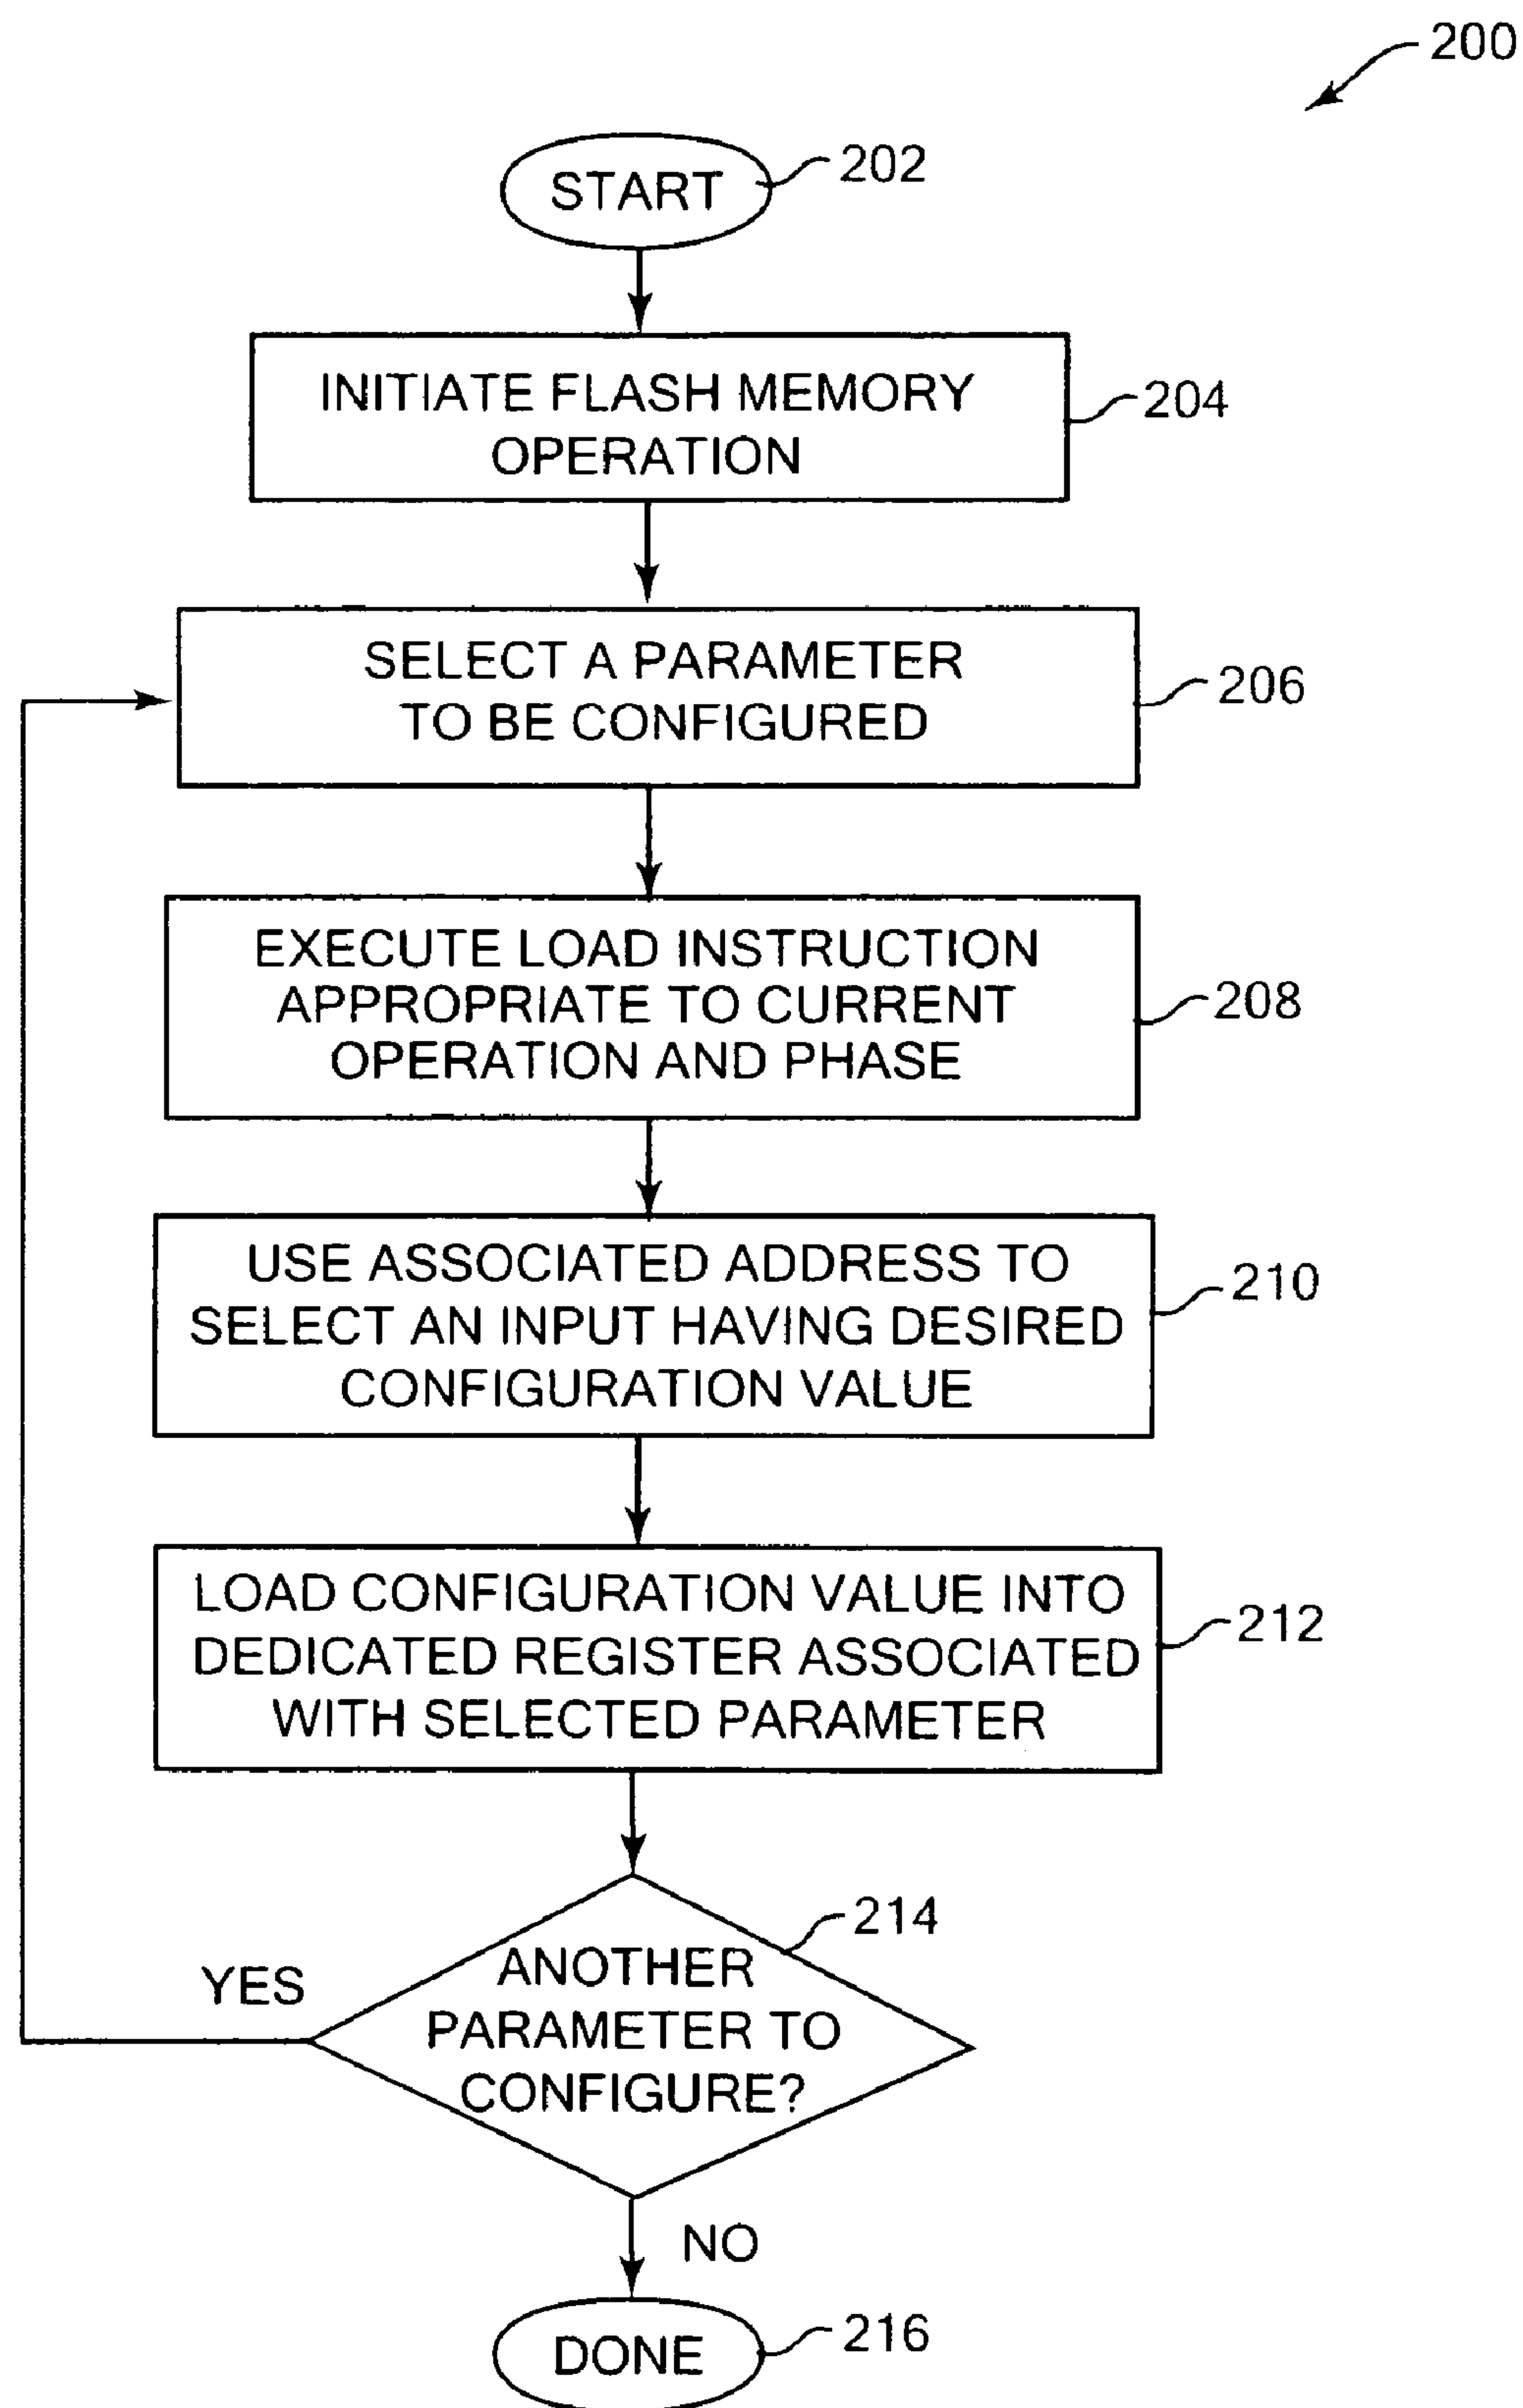 200
START
202
INITIATE FLASH MEMORY
OPERATION
204
SELECT A PARAMETER
TO BE CONFIGURED
206
EXECUTE LOAD INSTRUCTION
APPROPRIATE TO CURRENT
OPERATION AND PHASE
208
USE ASSOCIATED ADDRESS TO
SELECT AN INPUT HAVING DESIRED
CONFIGURATION VALUE
210
LOAD CONFIGURATION VALUE INTO
DEDICATED REGISTER ASSOCIATED
WITH SELECTED PARAMETER
212
214
ANOTHER
PARAMETER TO
CONFIGURE?
YES
NO
DONE
216